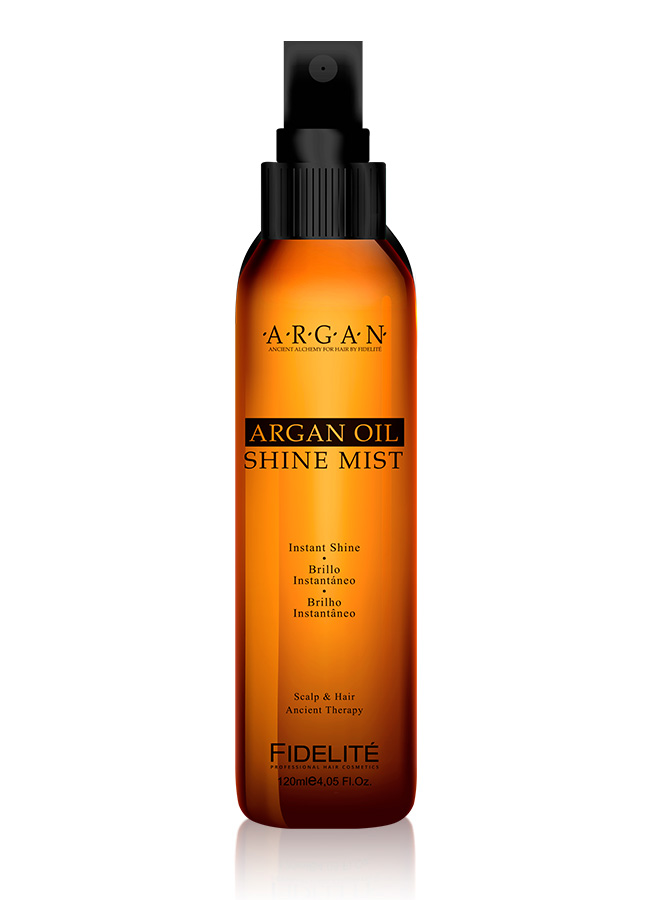 ·A·R·G·A·N·
ANCIENT ALCHEMY FOR HAIR BY FIDELITÉ
ARGAN OIL
SHINE MIST
Instant Shine
•
Brillo
Instantáneo
•
Brilho
Instantâneo
Scalp & Hair
Ancient Therapy
FIDELITÉ
PROFESSIONAL HAIR COSMETICS
120ml℮4,05 Fl.Oz.